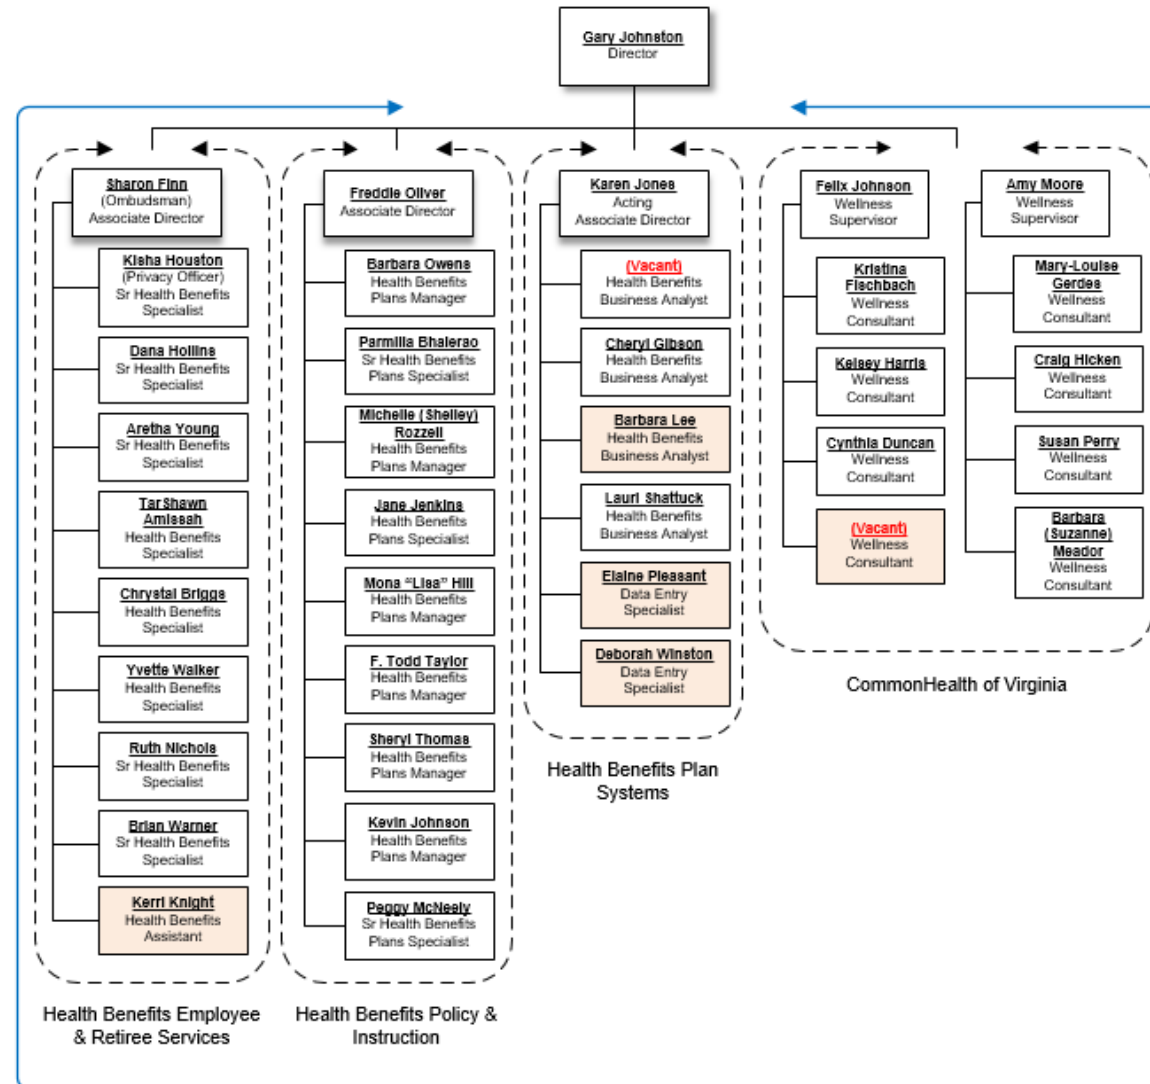 Gary Johnston
Director
Sharon Finn
(Ombudsman)
Associate Director
Kisha Houston
(Privacy Officer)
Sr Health Benefits
Specialist
Dana Hollins
Sr Health Benefits
Specialist
Aretha Young
Sr Health Benefits
Specialist
TarShawn
Amissah
Health Benefits
Specialist
Chrystal Briggs
Health Benefits
Specialist
Yvette Walker
Health Benefits
Specialist
Ruth Nichols
Sr Health Benefits
Specialist
Brian Warner
Sr Health Benefits
Specialist
Kerri Knight
Health Benefits
Assistant
Health Benefits Employee
& Retiree Services
Freddie Oliver
Associate Director
Barbara Owens
Health Benefits
Plans Manager
Parmilla Bhalerao
Sr Health Benefits
Plans Specialist
Michelle (Shelley)
Rozzell
Health Benefits
Plans Manager
Jane Jenkins
Health Benefits
Plans Specialist
Mona “Lisa” Hill
Health Benefits
Plans Manager
F. Todd Taylor
Health Benefits
Plans Manager
Sheryl Thomas
Health Benefits
Plans Manager
Kevin Johnson
Health Benefits
Plans Manager
Peggy McNeely
Sr Health Benefits
Plans Specialist
Health Benefits Policy &
Instruction
Karen Jones
Acting
Associate Director
(Vacant)
Health Benefits
Business Analyst
Cheryl Gibson
Health Benefits
Business Analyst
Barbara Lee
Health Benefits
Business Analyst
Lauri Shattuck
Health Benefits
Business Analyst
Elaine Pleasant
Data Entry
Specialist
Deborah Winston
Data Entry
Specialist
Health Benefits Plan
Systems
Felix Johnson
Wellness
Supervisor
Kristina
Fischbach
Wellness
Consultant
Kelsey Harris
Wellness
Consultant
Cynthia Duncan
Wellness
Consultant
(Vacant)
Wellness
Consultant
Amy Moore
Wellness
Supervisor
Mary-Louise
Gerdes
Wellness
Consultant
Craig Hicken
Wellness
Consultant
Susan Perry
Wellness
Consultant
Barbara
(Suzanne)
Meador
Wellness
Consultant
CommonHealth of Virginia